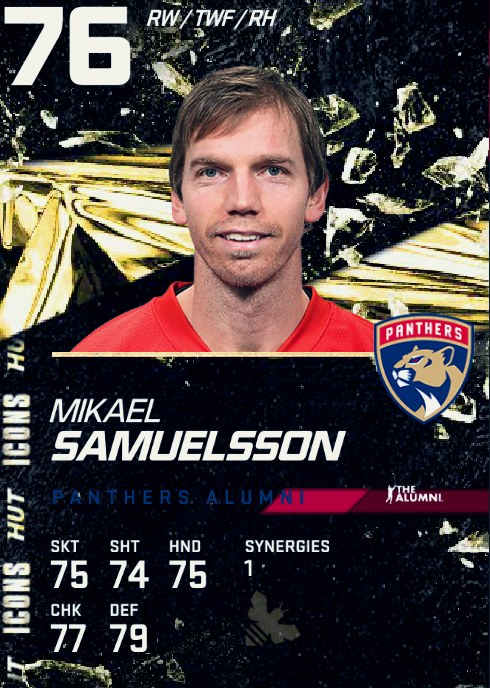 76
RW / TWF / RH
PANTHERS
MIKAEL
SAMUELSSON
PANTHERS ALUMNI
THE
ALUMNI
SKT SHT HND SYNERGIES
75 74 75 1
CHK DEF
77 79
HUT
ICONS
HUT
ICONS